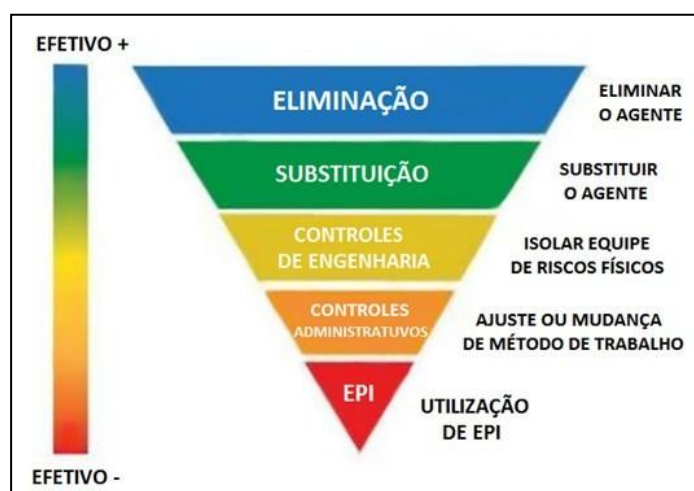 EFETIVO +
ELIMINAÇÃO
ELIMINAR
O AGENTE
SUBSTITUIÇÃO
SUBSTITUIR
O AGENTE
CONTROLES
DE ENGENHARIA
ISOLAR EQUIPE
DE RISCOS FÍSICOS
CONTROLES
ADMINISTRATUVOS
AJUSTE OU MUDANÇA
DE MÉTODO DE TRABALHO
EPI
UTILIZAÇÃO
DE EPI
EFETIVO -